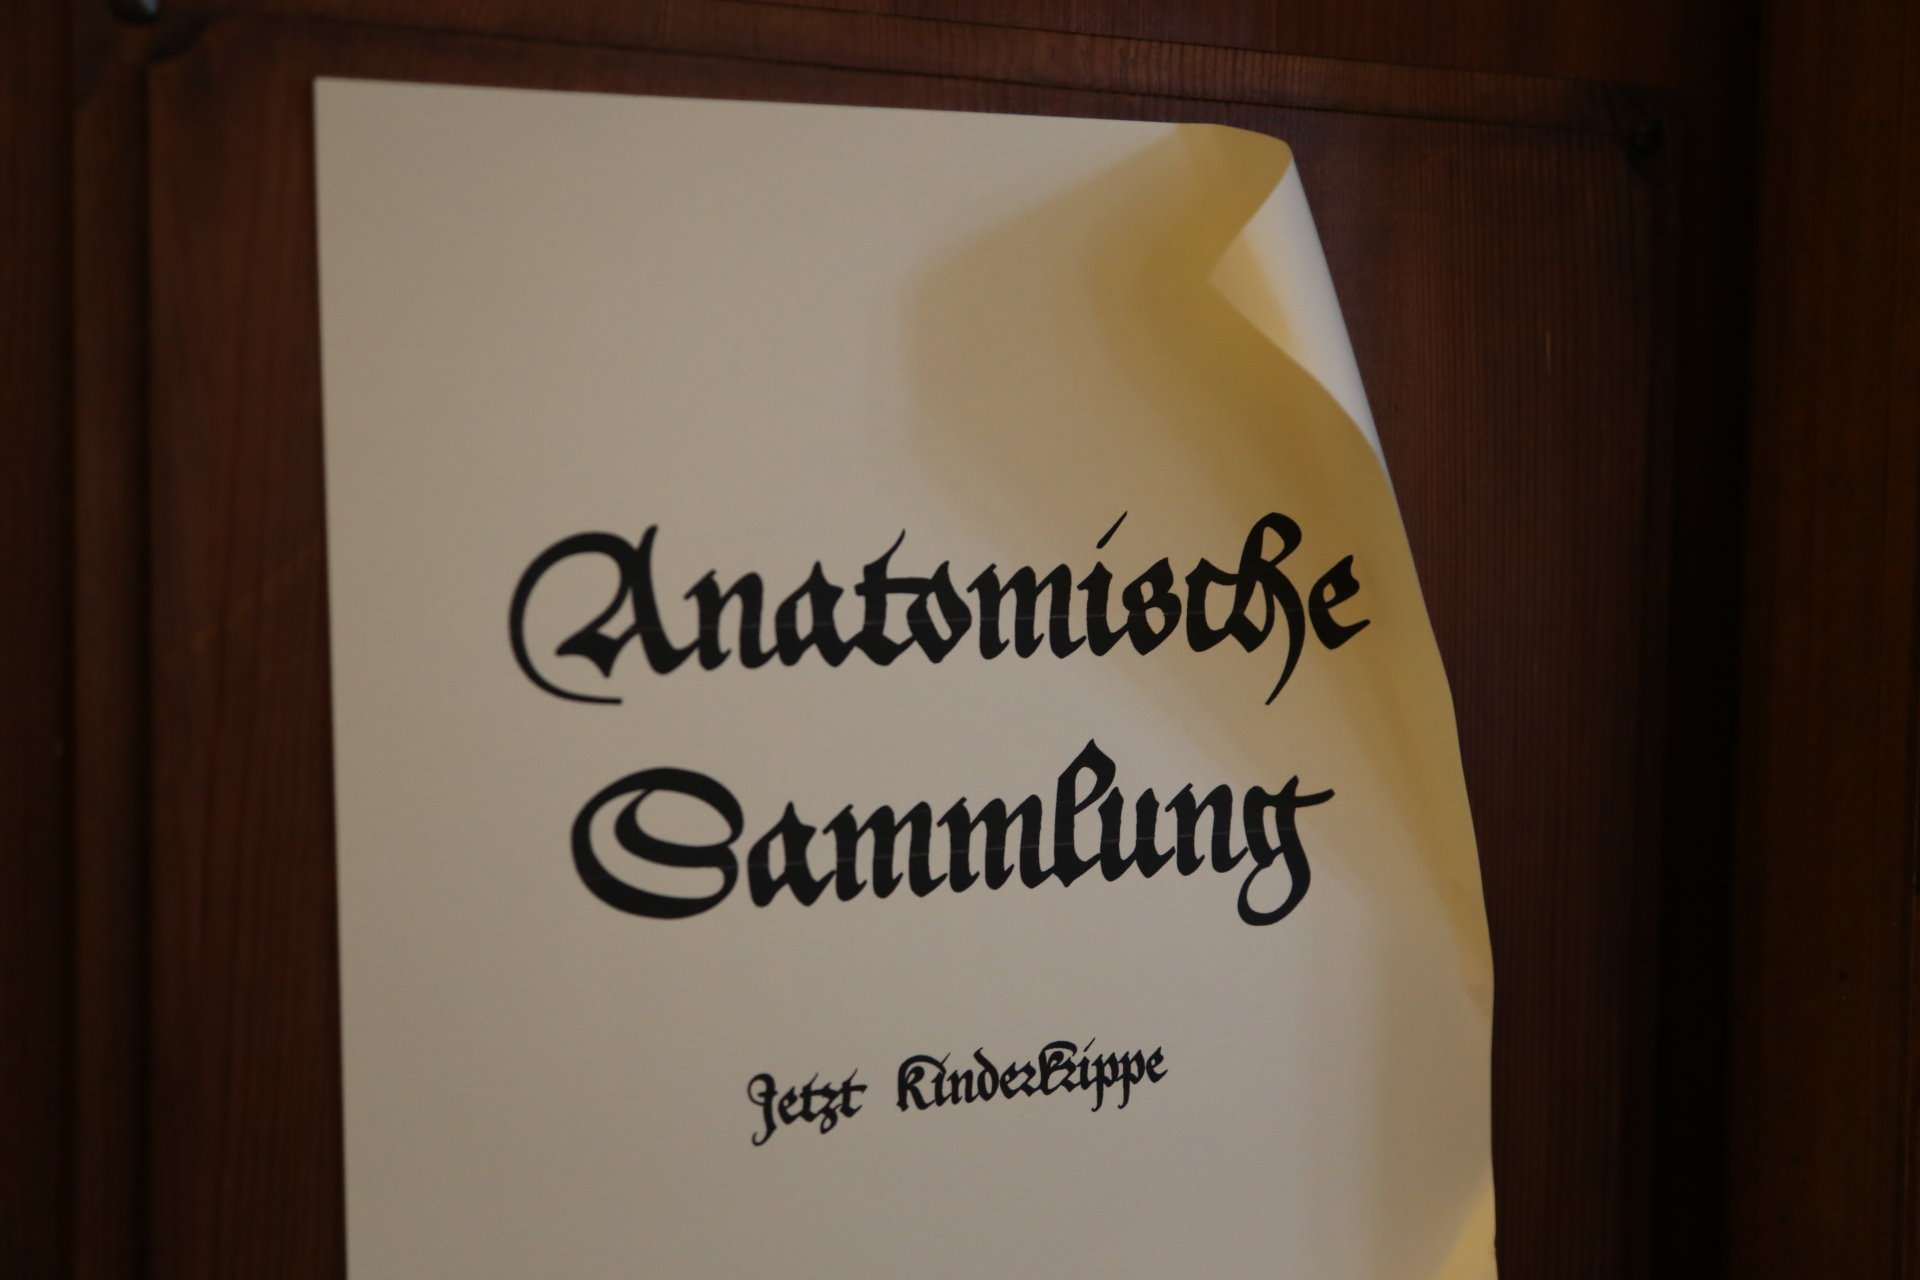 Anatomische
Sammlung
Jetzt Kinderkrippe